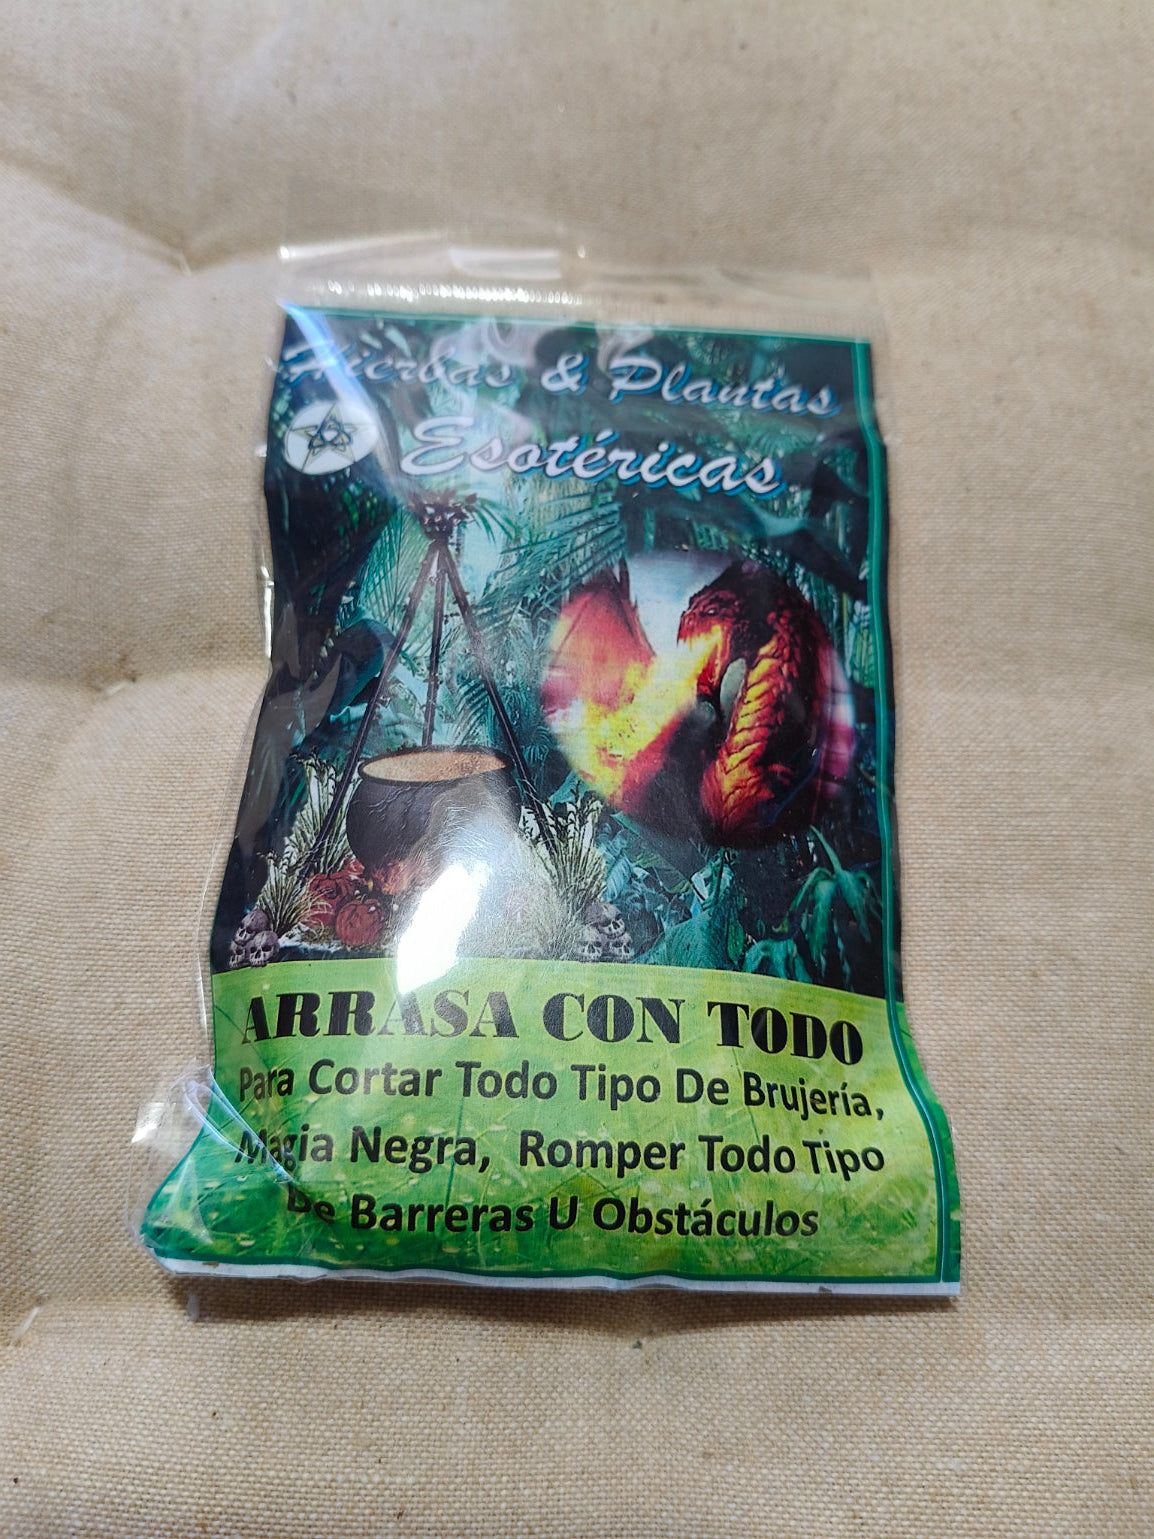 Hierbas & Plantas
Esotéricas
ARRASA CON TODO
Para Cortar Todo Tipo De Brujería,
Magia Negra, Romper Todo Tipo
De Barreras U Obstáculos